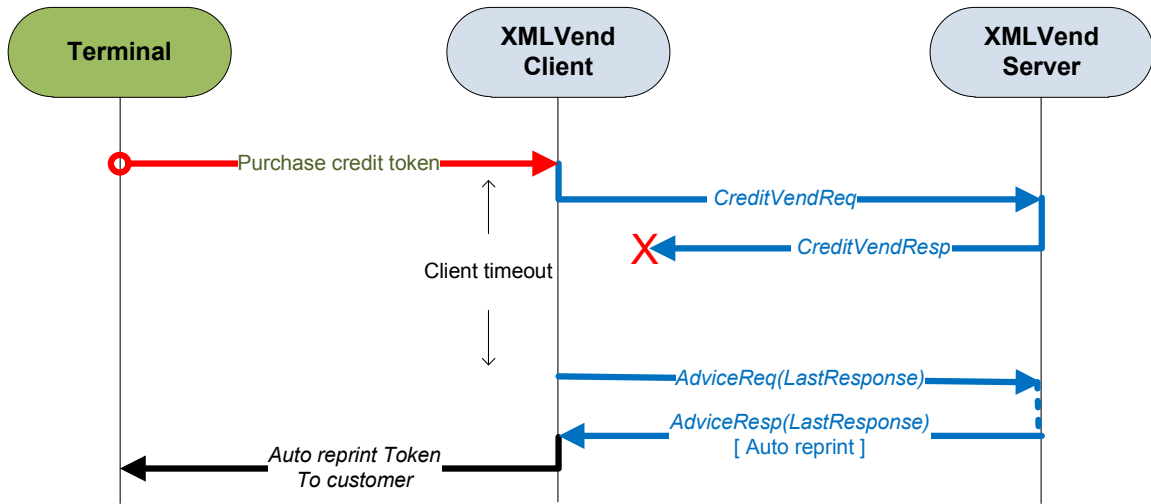 Terminal
XMLVend
Client
XMLVend
Server
Purchase credit token
CreditVendReq
X
CreditVendResp
Client timeout
AdviceReq(LastResponse)
AdviceResp(LastResponse)
[ Auto reprint ]
Auto reprint Token
To customer